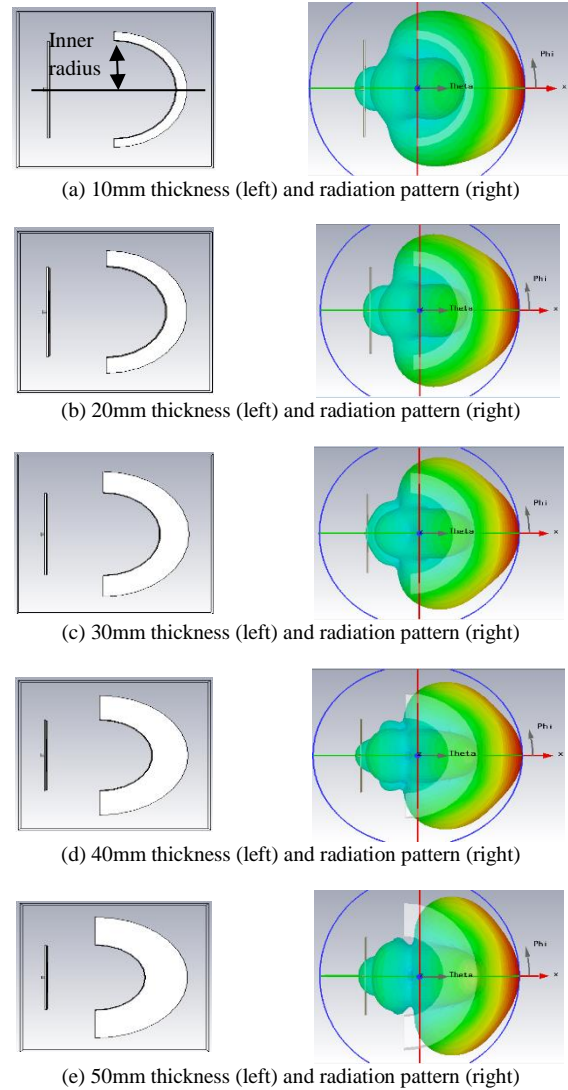 Inner
radius
Phi
Theta
x
(a) 10mm thickness (left) and radiation pattern (right)
Phi
Theta
x
(b) 20mm thickness (left) and radiation pattern (right)
Phi
Theta
x
(c) 30mm thickness (left) and radiation pattern (right)
Phi
Theta
x
(d) 40mm thickness (left) and radiation pattern (right)
Phi
Theta
x
(e) 50mm thickness (left) and radiation pattern (right)